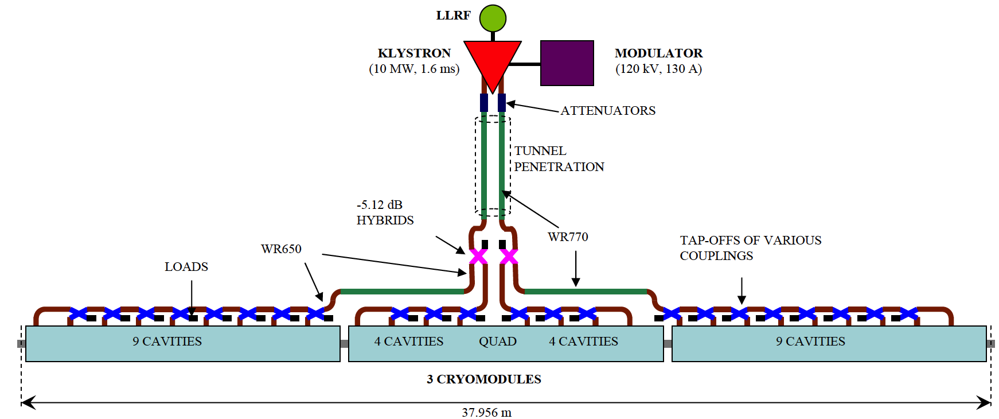 LLRF
KLYSTRON
(10 MW, 1.6 ms)
MODULATOR
(120 kV, 130 A)
ATTENUATORS
TUNNEL
PENETRATION
-5.12 dB
HYBRIDS
WR770
WR650
TAP-OFFS OF VARIOUS
COUPLINGS
LOADS
9 CAVITIES
4 CAVITIES
QUAD
4 CAVITIES
9 CAVITIES
3 CRYOMODULES
37.956 m